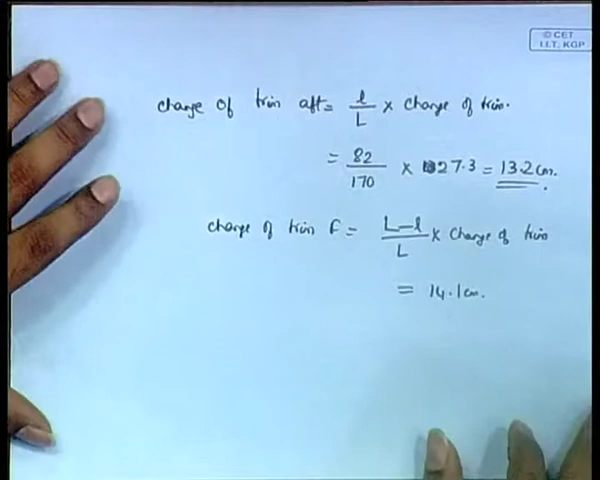 © CET
I.I.T. KGP
change of trim aft = l/L × change of trim.
= 82/170 × 27.3 = 13.2 cm.
change of trim F = L-l/L × change of trim
= 14.1 cm.